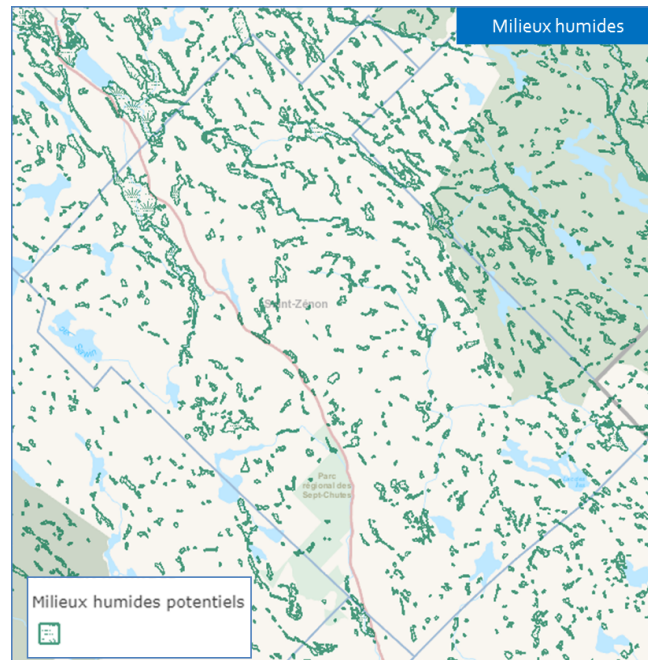 Milieux humides
Saint-Zénon
Parc
régional des
Sept-Chutes
Milieux humides potentiels